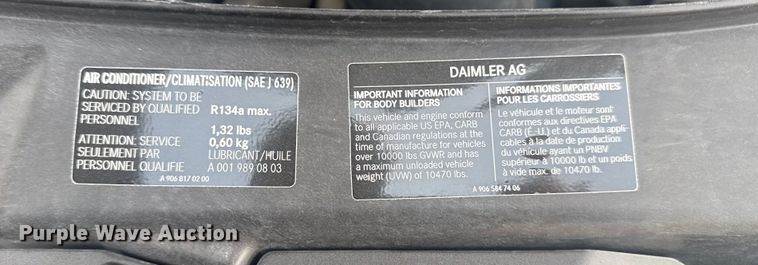 AIR CONDITIONER/CLIMATISATION (SAE J 639)
CAUTION: SYSTEM TO BE
SERVICED BY QUALIFIED R134a max.
PERSONNEL
1,32 lbs
ATTENTION: SERVICE 0,60 kg
SEULEMENT PAR LUBRICANT/HUILE
PERSONNEL QUALIFIE A 001 989 08 03
A 906 817 02 00
DAIMLER AG
IMPORTANT INFORMATION
FOR BODY BUILDERS
This vehicle and engine conform
to all applicable US EPA, CARB
and Canadian regulations at the
time of manufacture for vehicles
over 10000 lbs GVWR and has
a maximum unloaded vehicle
weight (UVW) of 10470 lbs.
INFORMATIONS IMPORTANTES
POUR LES CARROSSIERS
Le véhicule et le moteur sont
conformes aux directives EPA
CARB (É.-U.) et du Canada appli-
cables à la date de production
du véhicule ayant un PNBV
supérieur à 10000 lb et un poids
à vide max. de 10470 lb.
A 906 584 74 06
Purple Wave Auction